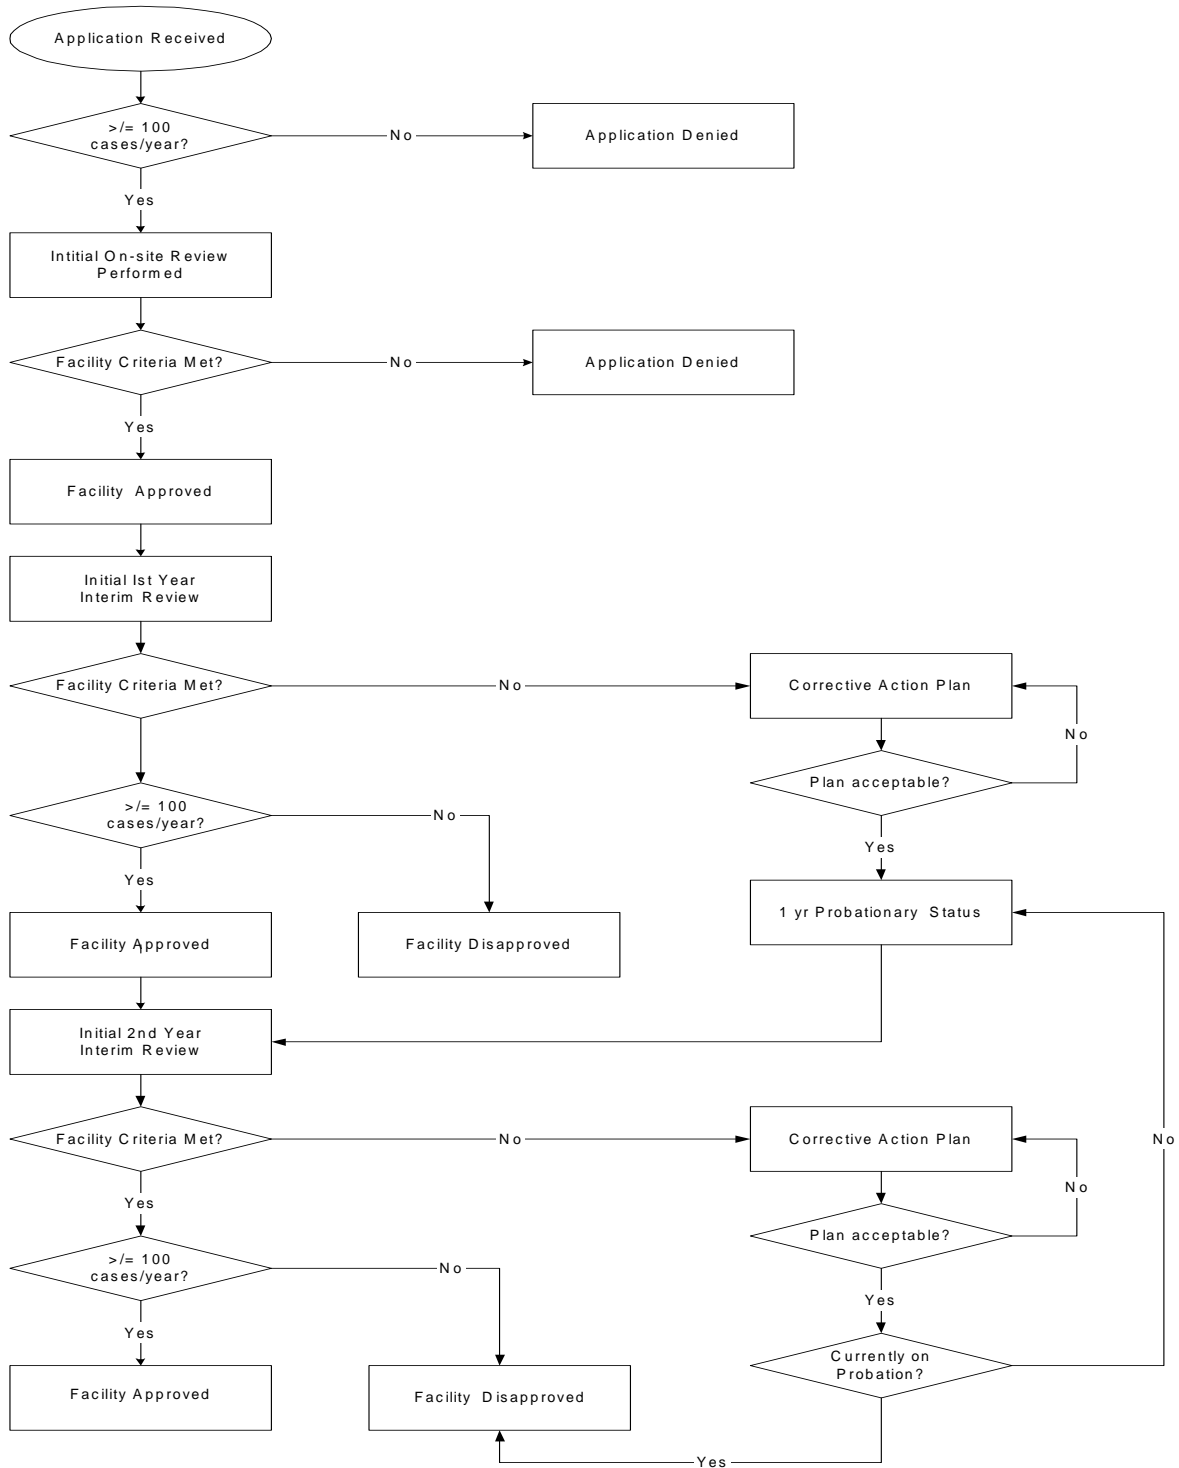 Application Received
>/= 100
cases/year?
No
Application Denied
Yes
Intitial On-site Review
Performed
Facility Criteria Met?
No
Application Denied
Yes
Facility Approved
Initial Ist Year
Interim Review
Facility Criteria Met?
No
Corrective Action Plan
No
Plan acceptable?
>/= 100
cases/year?
No
Yes
Yes
1 yr Probationary Status
Facility Approved
Facility Disapproved
Initial 2nd Year
Interim Review
Facility Criteria Met?
No
Corrective Action Plan
No
No
Yes
Plan acceptable?
>/= 100
cases/year?
No
Yes
Yes
Currently on
Probation?
Facility Approved
Facility Disapproved
Yes